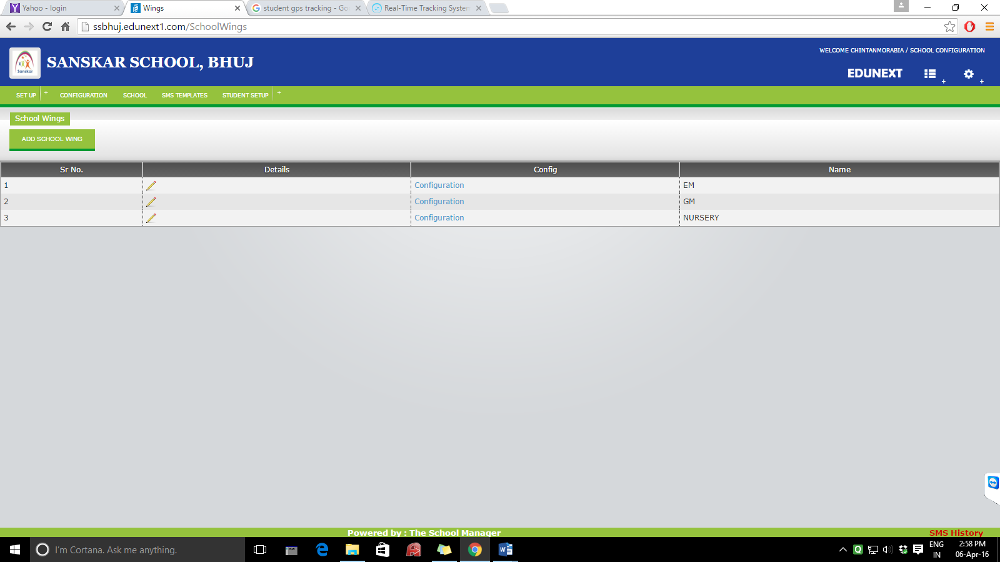 Yahoo - login
Wings
student gps tracking - Go
Real-Time Tracking System
ssbhuj.edunext1.com/SchoolWings
Sanskar
SANSKAR SCHOOL, BHUJ
WELCOME CHINTANMORABIA / SCHOOL CONFIGURATION
EDUNEXT
+
+
SET UP + CONFIGURATION SCHOOL SMS TEMPLATES STUDENT SETUP +
School Wings
ADD SCHOOL WING
Sr No. Details Config Name
1 Configuration EM
2 Configuration GM
3 Configuration NURSERY
Powered by : The School Manager
SMS History
I'm Cortana. Ask me anything.
ENG
IN
2:58 PM
06-Apr-16